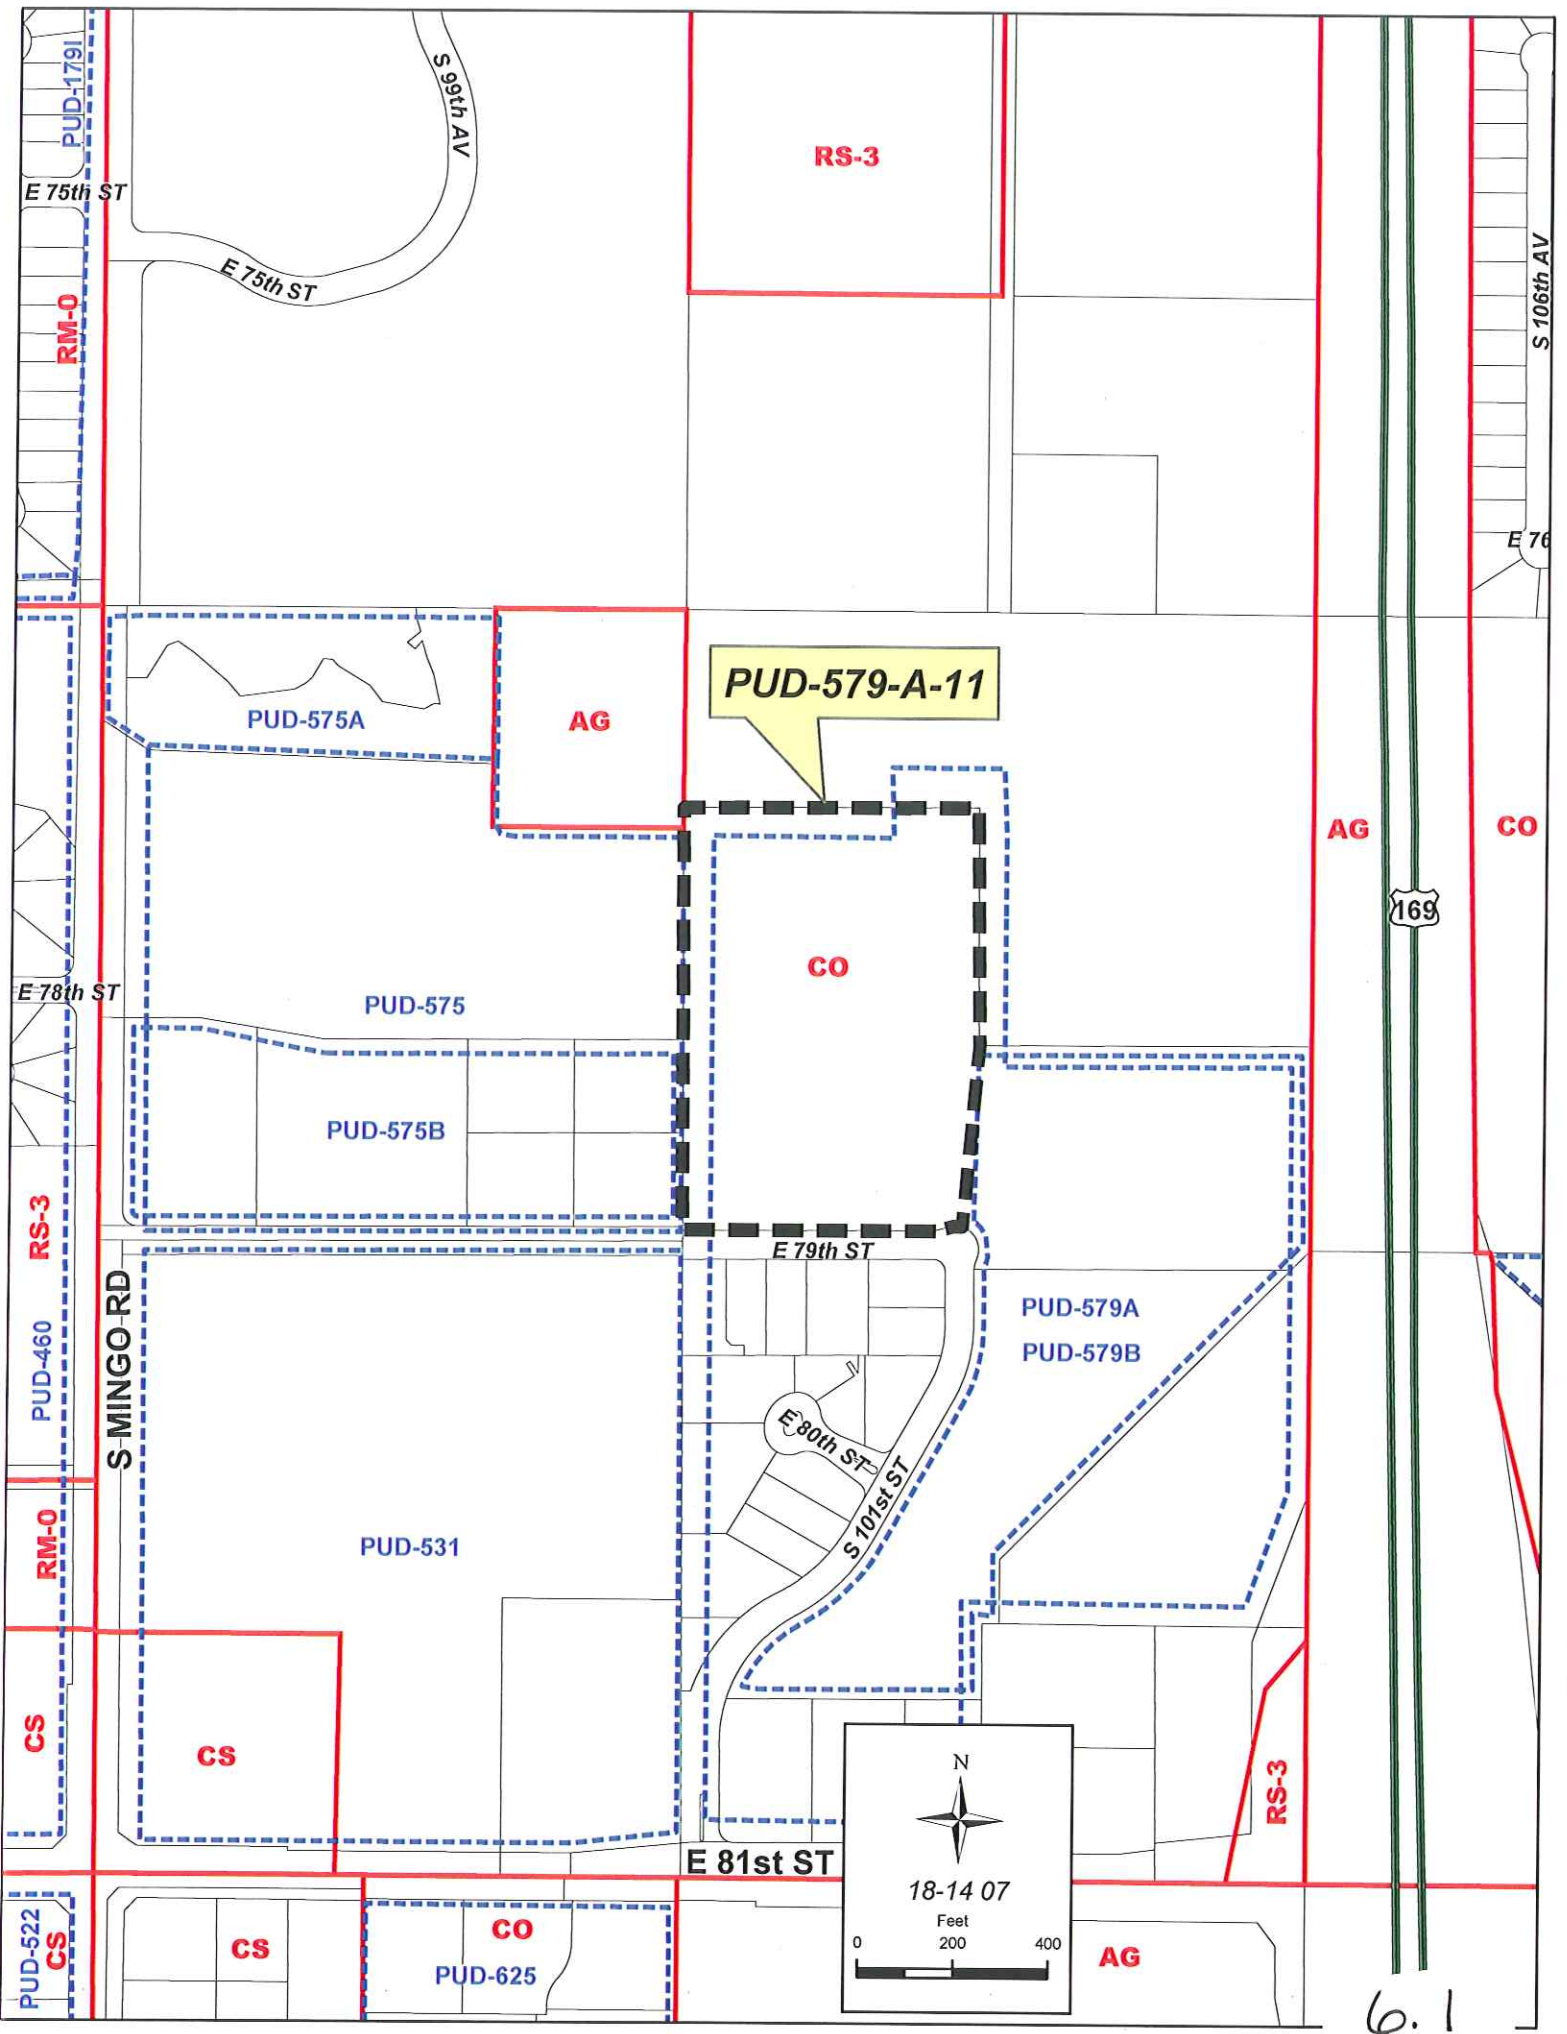 PUD-179I
S 99th AV
RS-3
E 75th ST
E 75th ST
RM-0
S 106th AV
E 76
PUD-579-A-11
PUD-575A
AG
AG
CO
169
CO
E 78th ST
PUD-575
PUD-575B
RS-3
E 79th ST
S MINGO RD
PUD-460
PUD-579A
PUD-579B
E 80th ST
S 101st ST
RM-0
PUD-531
CS
CS
RS-3
N
E 81st ST
18-14 07
Feet
0 200 400
PUD-522
CS
CS
CO
PUD-625
AG
6.1